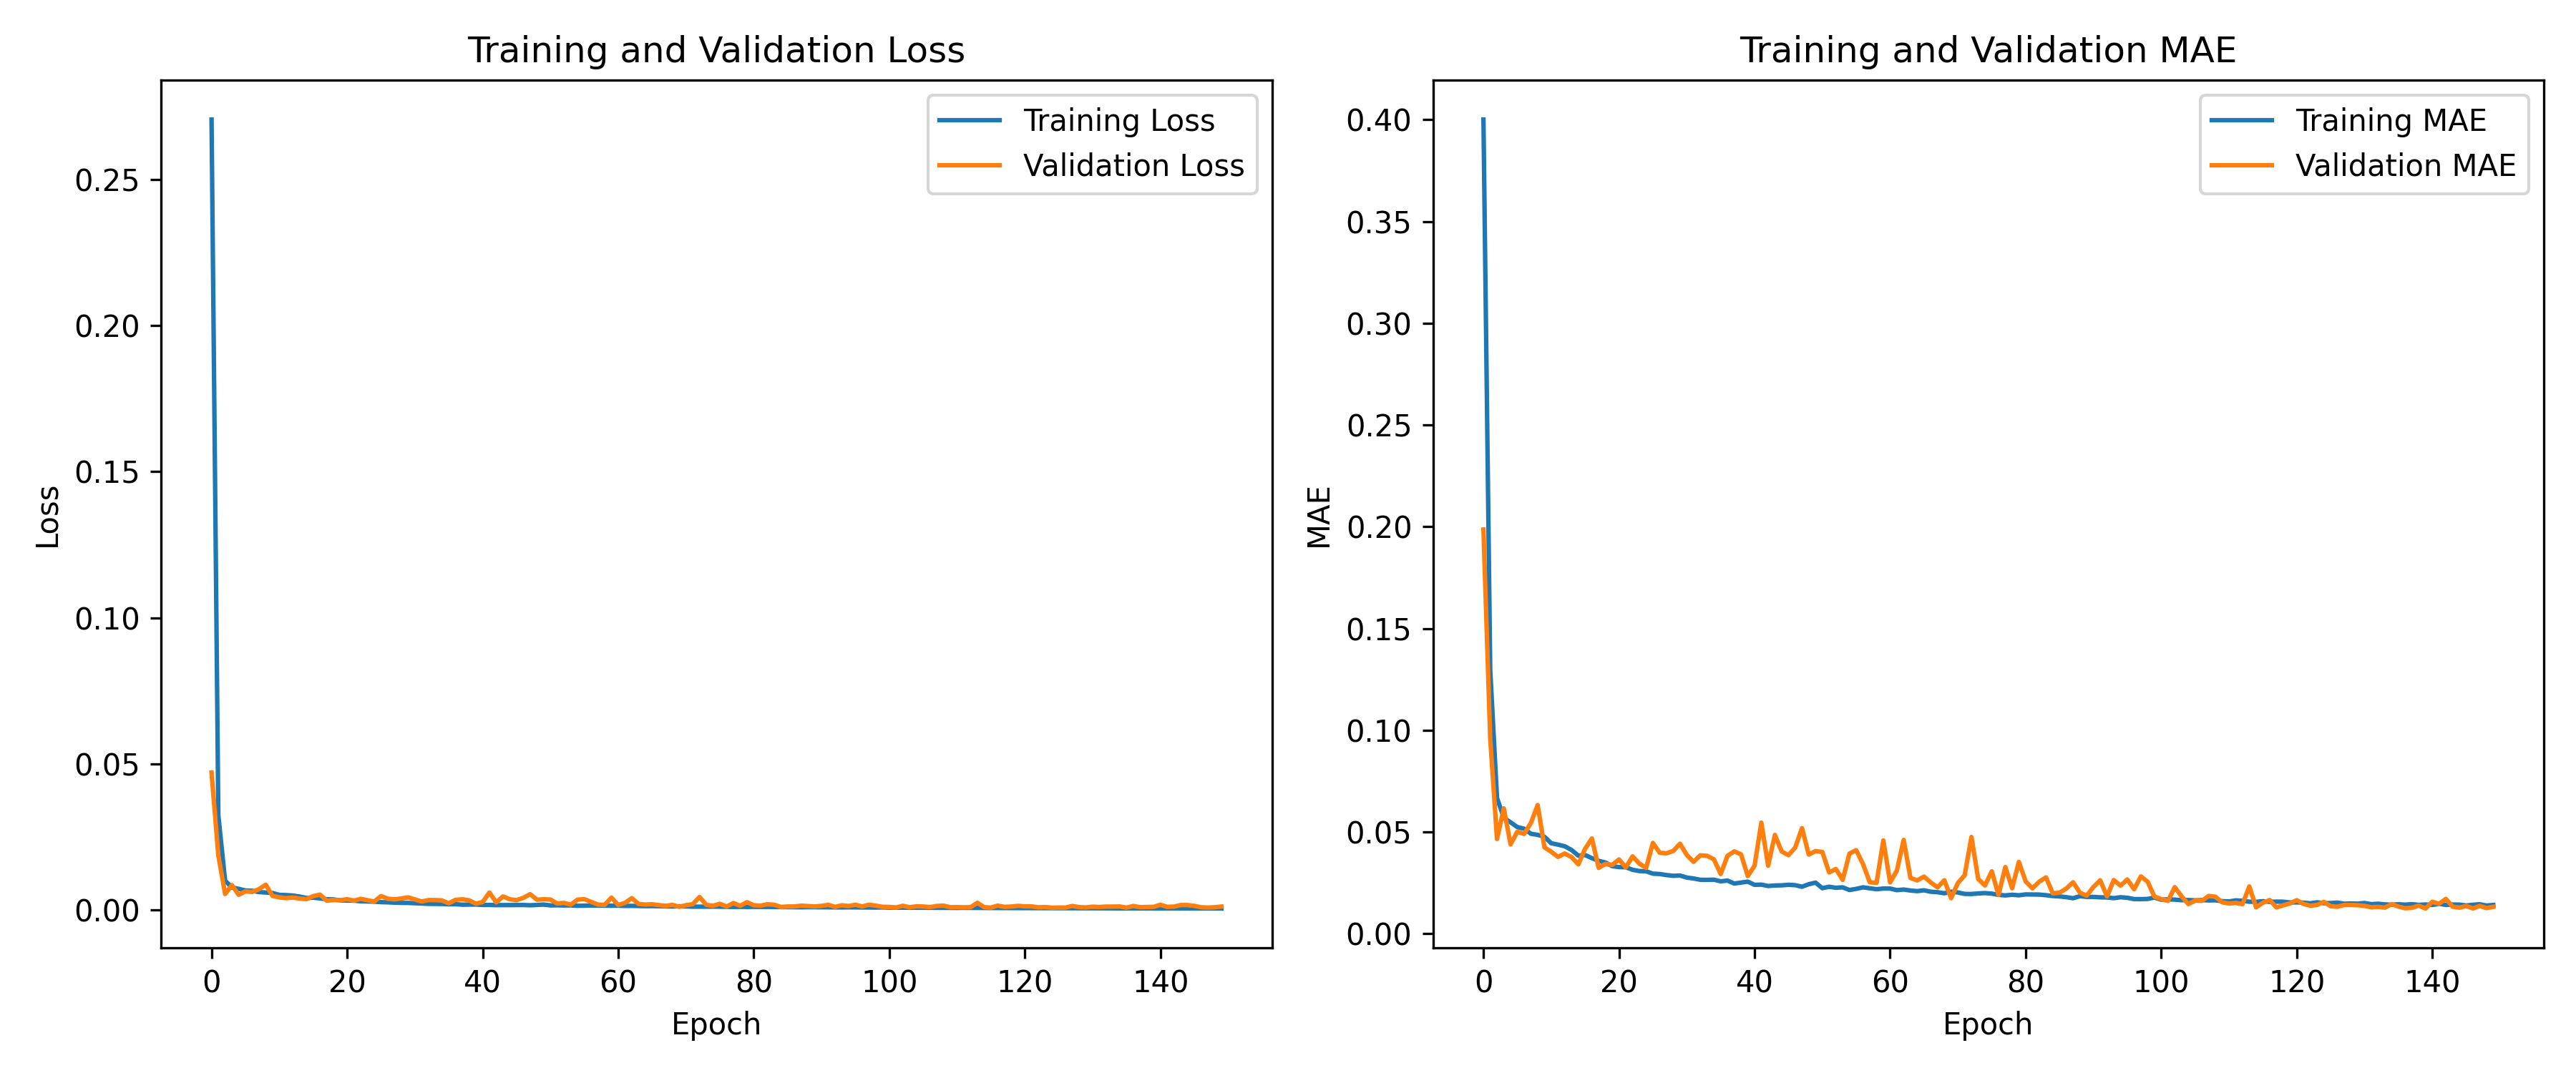 Training and Validation Loss
Training Loss
Validation Loss
0.25
0.20
0.15
0.10
0.05
0.00
Loss
0 20 40 60 80 100 120 140
Epoch
Training and Validation MAE
Training MAE
Validation MAE
0.40
0.35
0.30
0.25
0.20
0.15
0.10
0.05
0.00
MAE
0 20 40 60 80 100 120 140
Epoch